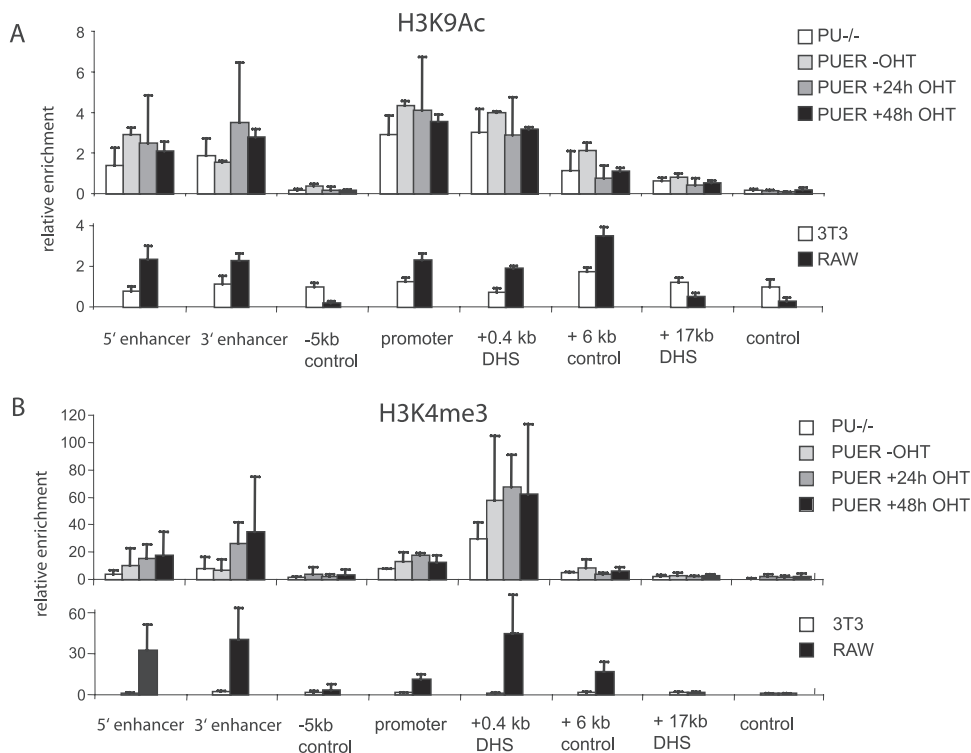 A
H3K9Ac
relative enrichment
8
6
4
2
0
PU-/-
PUER -OHT
PUER +24h OHT
PUER +48h OHT
4
2
0
3T3
RAW
5‘ enhancer
3‘ enhancer
-5kb control
promoter
+0.4 kb DHS
+ 6 kb control
+ 17kb DHS
control
B
H3K4me3
relative enrichment
120
100
80
60
40
20
0
PU-/-
PUER -OHT
PUER +24h OHT
PUER +48h OHT
60
30
0
3T3
RAW
5‘ enhancer
3‘ enhancer
-5kb control
promoter
+0.4 kb DHS
+ 6 kb control
+ 17kb DHS
control